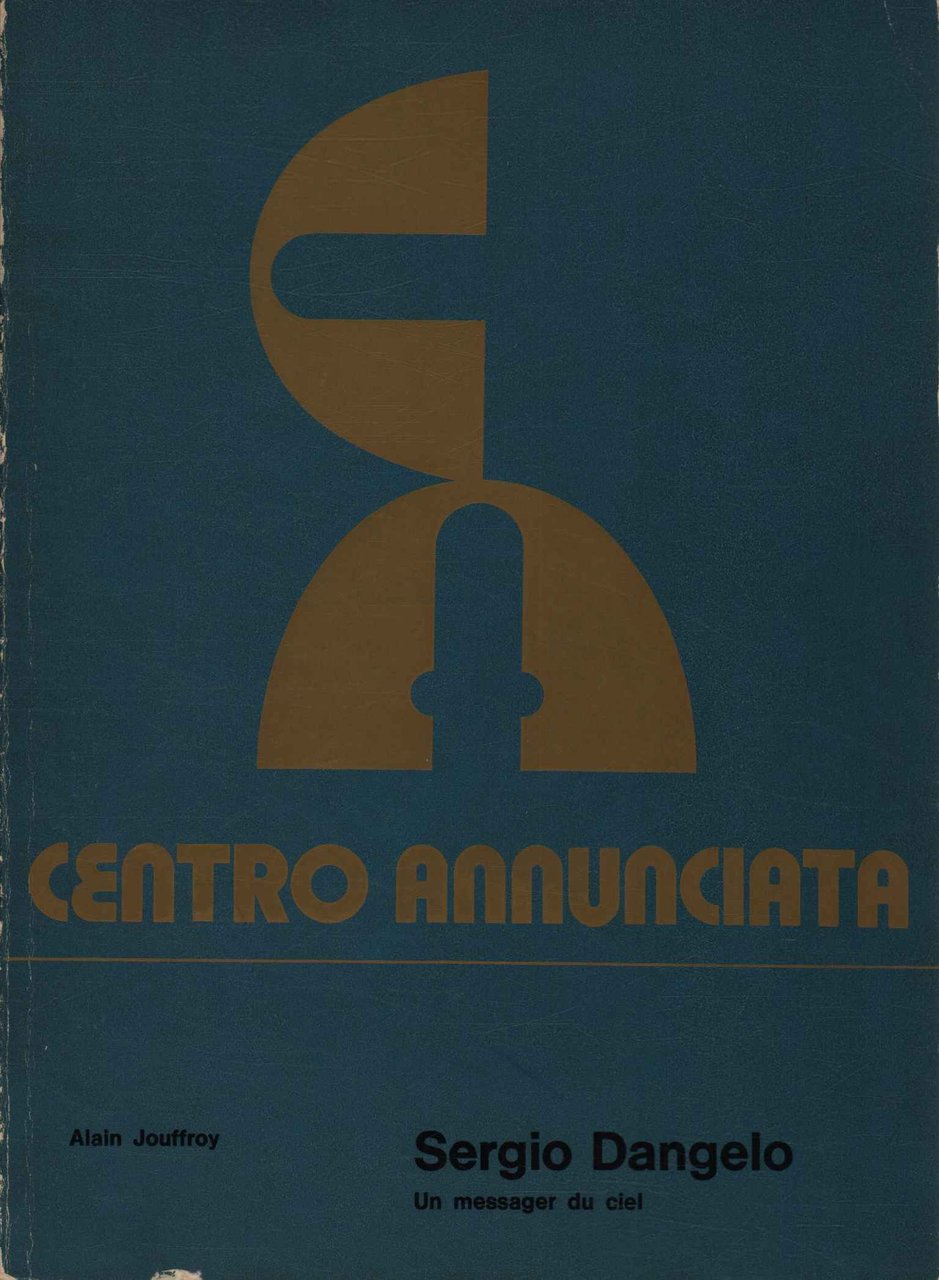 CENTRO ANNUNCIATA
Alain Jouffroy
Sergio Dangelo
Un messager du ciel